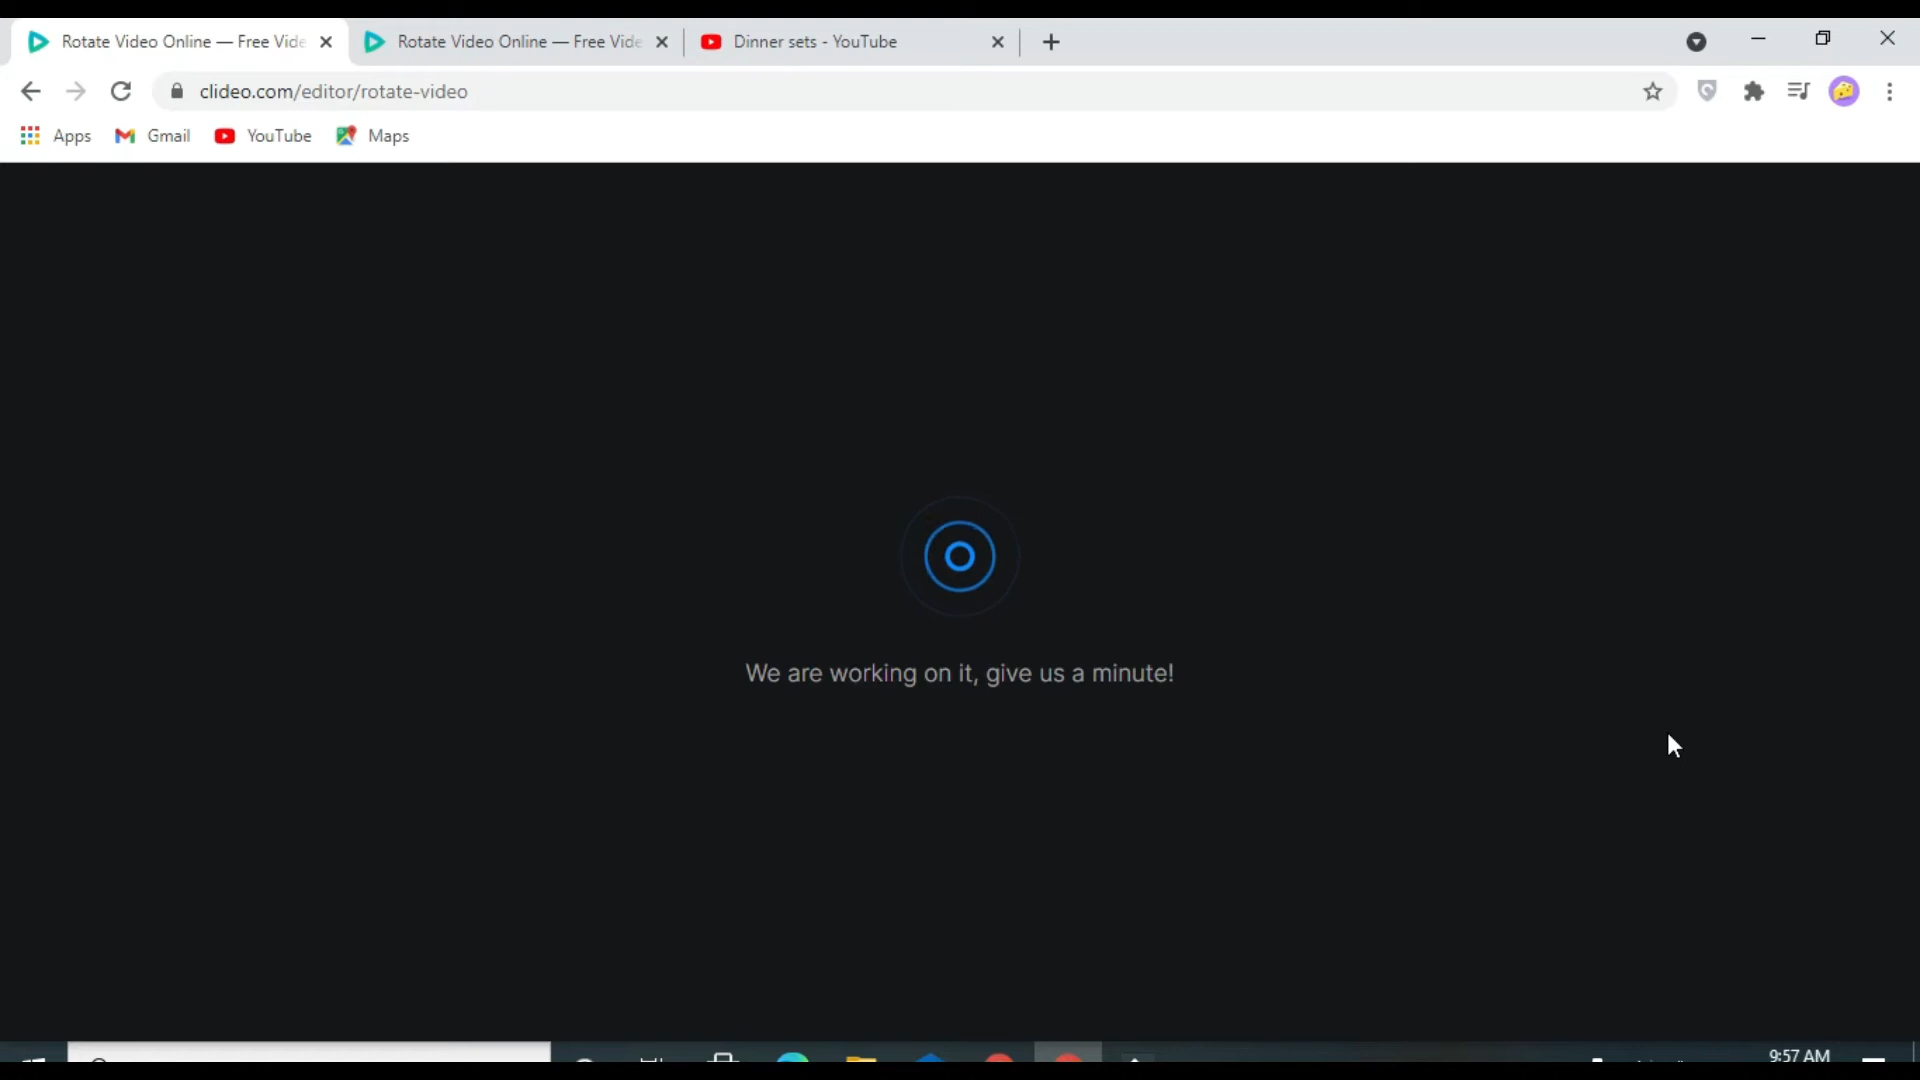 Rotate Video Online — Free Vide
Rotate Video Online — Free Vide
Dinner sets - YouTube
clideo.com/editor/rotate-video
Apps
Gmail
YouTube
Maps
We are working on it, give us a minute!
9:57 AM